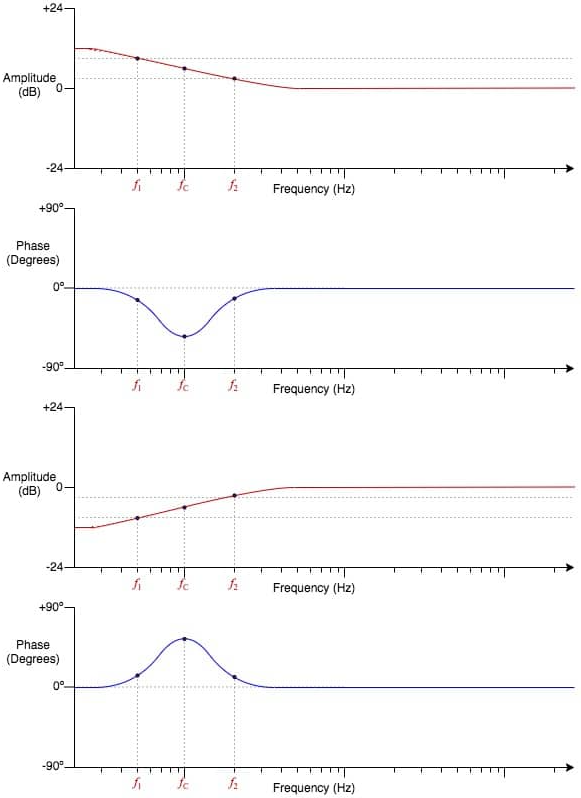 +24
Amplitude
(dB)
0
-24
f1 fC f2 Frequency (Hz)
+90°
Phase
(Degrees)
0°
-90°
f1 fC f2 Frequency (Hz)
+24
Amplitude
(dB)
0
-24
f1 fC f2 Frequency (Hz)
+90°
Phase
(Degrees)
0°
-90°
f1 fC f2 Frequency (Hz)